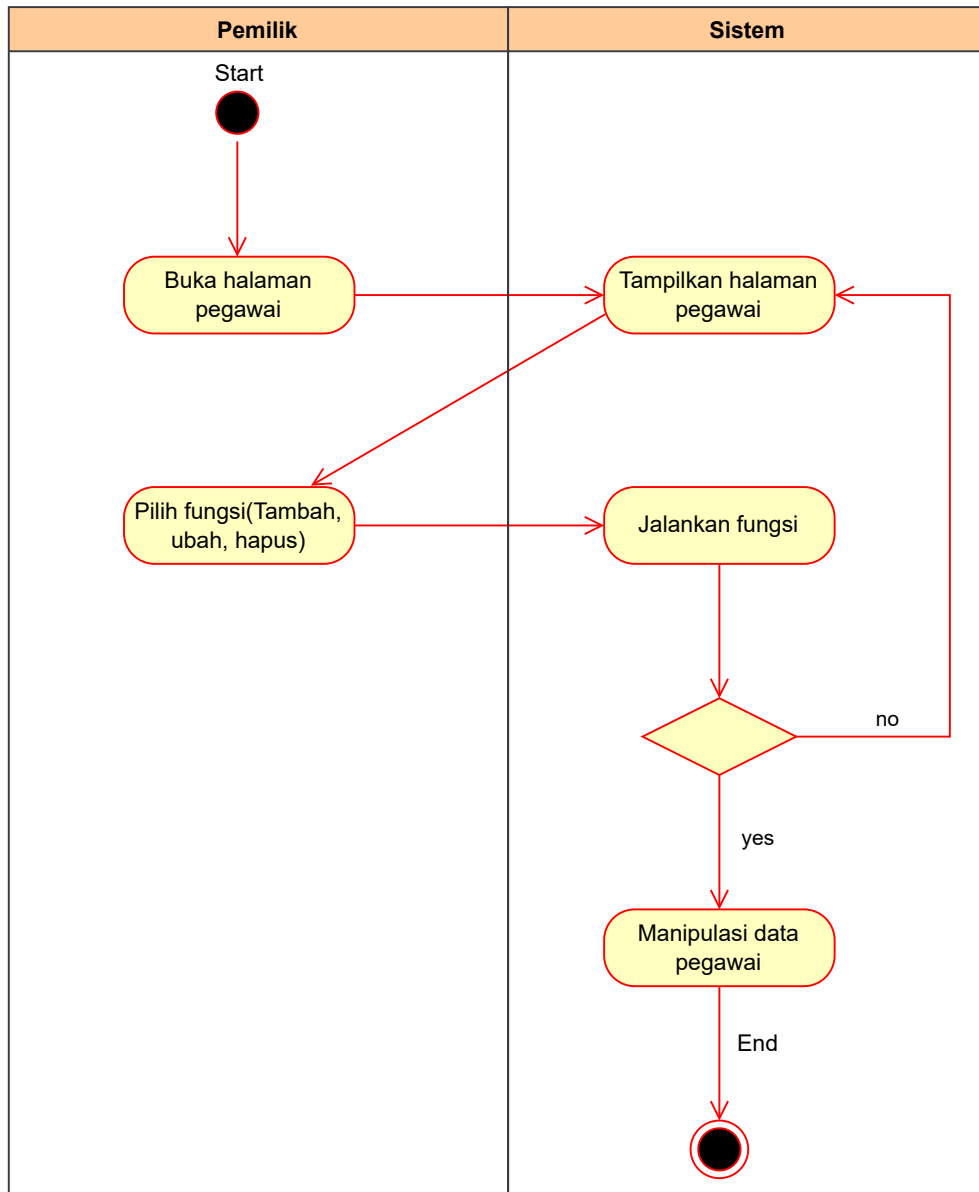 Pemilik
Sistem
Start
Buka halaman
pegawai
Tampilkan halaman
pegawai
Pilih fungsi(Tambah,
ubah, hapus)
Jalankan fungsi
no
yes
Manipulasi data
pegawai
End